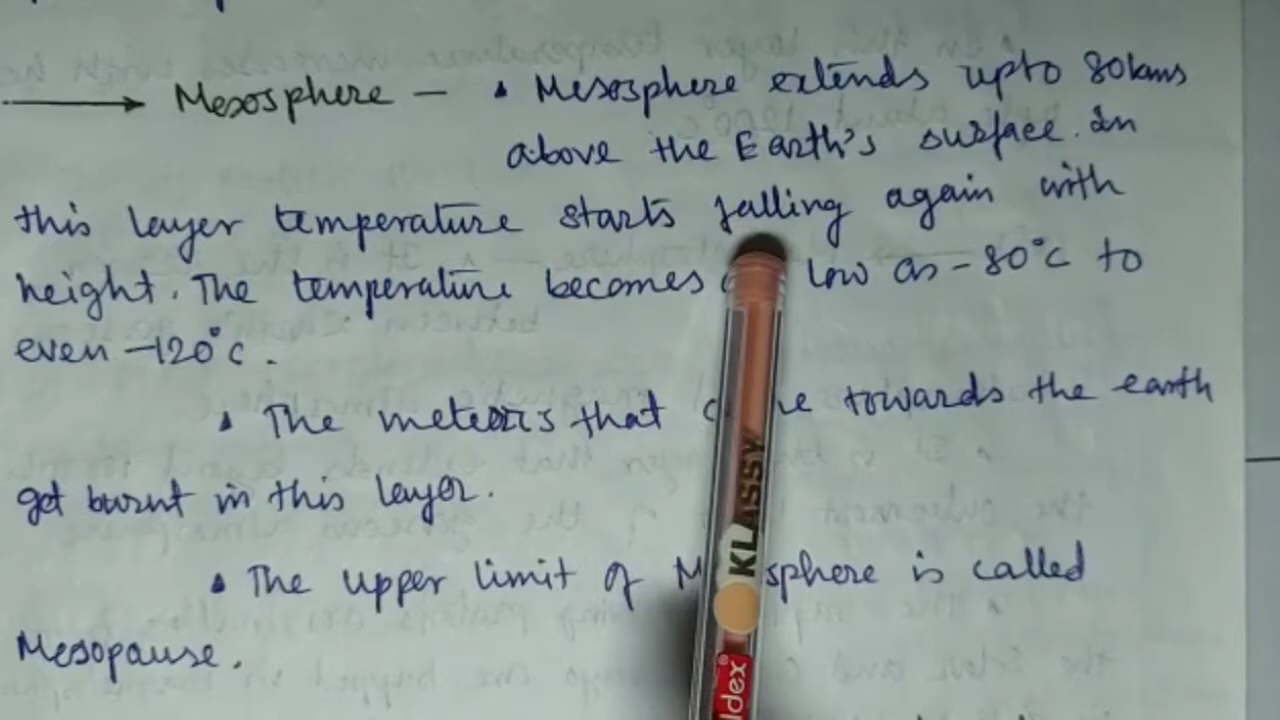 Mesosphere – • Mesosphere extends upto 80kms
above the Earth's surface. In
this layer temperature starts falling again with
height. The temperature becomes low as -80°C to
even -120°C.
• The meteors that towards the earth
get burnt in this layer.
• The upper limit of Mesosphere is called
Mesopause.
KLASSY
ldex